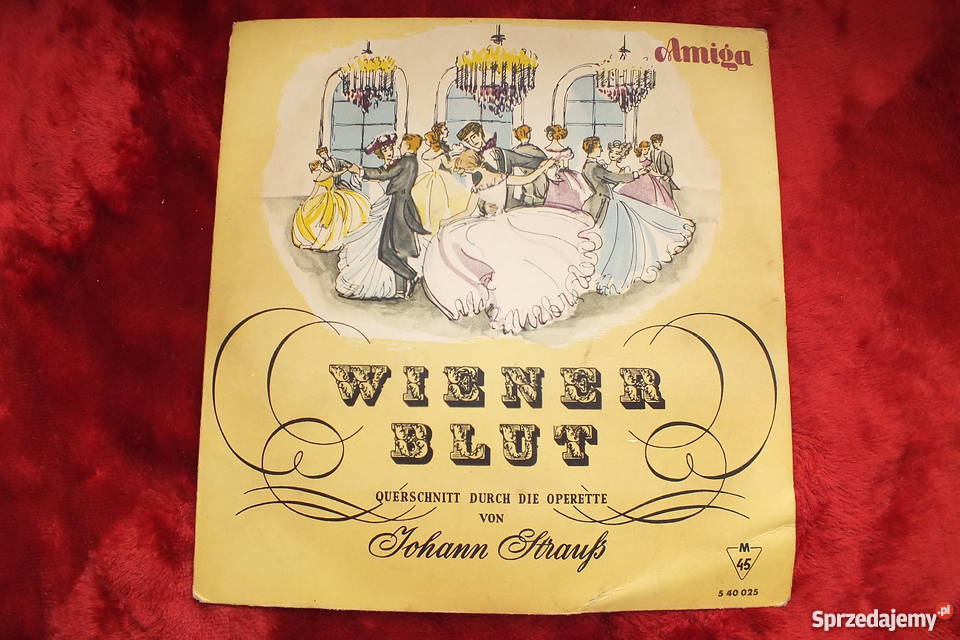 Amiga
WIENER
BLUT
QUERSCHNITT DURCH DIE OPERETTE
VON
Johann Strauß
M
45
5 40 025
Sprzedajemy.pl